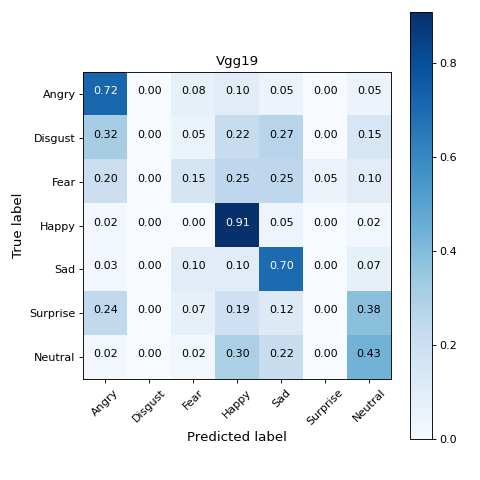 Vgg19
True label
Angry 0.72 0.00 0.08 0.10 0.05 0.00 0.05
Disgust 0.32 0.00 0.05 0.22 0.27 0.00 0.15
Fear 0.20 0.00 0.15 0.25 0.25 0.05 0.10
Happy 0.02 0.00 0.00 0.91 0.05 0.00 0.02
Sad 0.03 0.00 0.10 0.10 0.70 0.00 0.07
Surprise 0.24 0.00 0.07 0.19 0.12 0.00 0.38
Neutral 0.02 0.00 0.02 0.30 0.22 0.00 0.43
Angry Disgust Fear Happy Sad Surprise Neutral
Predicted label
0.8
0.6
0.4
0.2
0.0